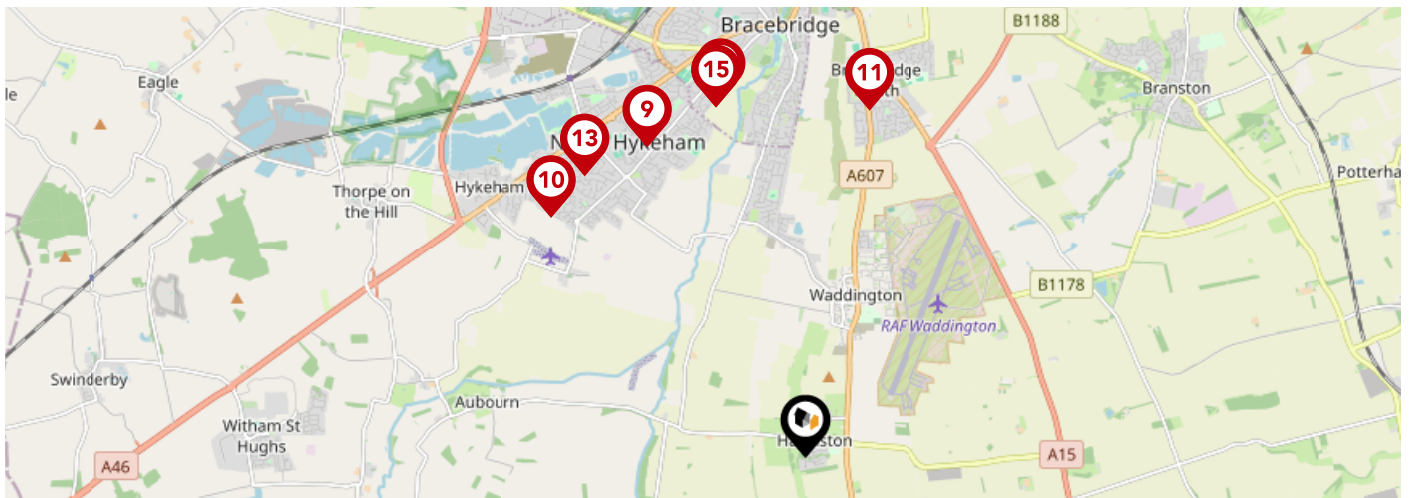 Bracebridge
B1188
15
11
Eagle
Branston
9
13
Hykeham
A607
Potterha
10
Hykeham
Thorpe on
the Hill
B1178
Waddington
RAF Waddington
Swinderby
Aubourn
Witham St
Hughs
A46
A15